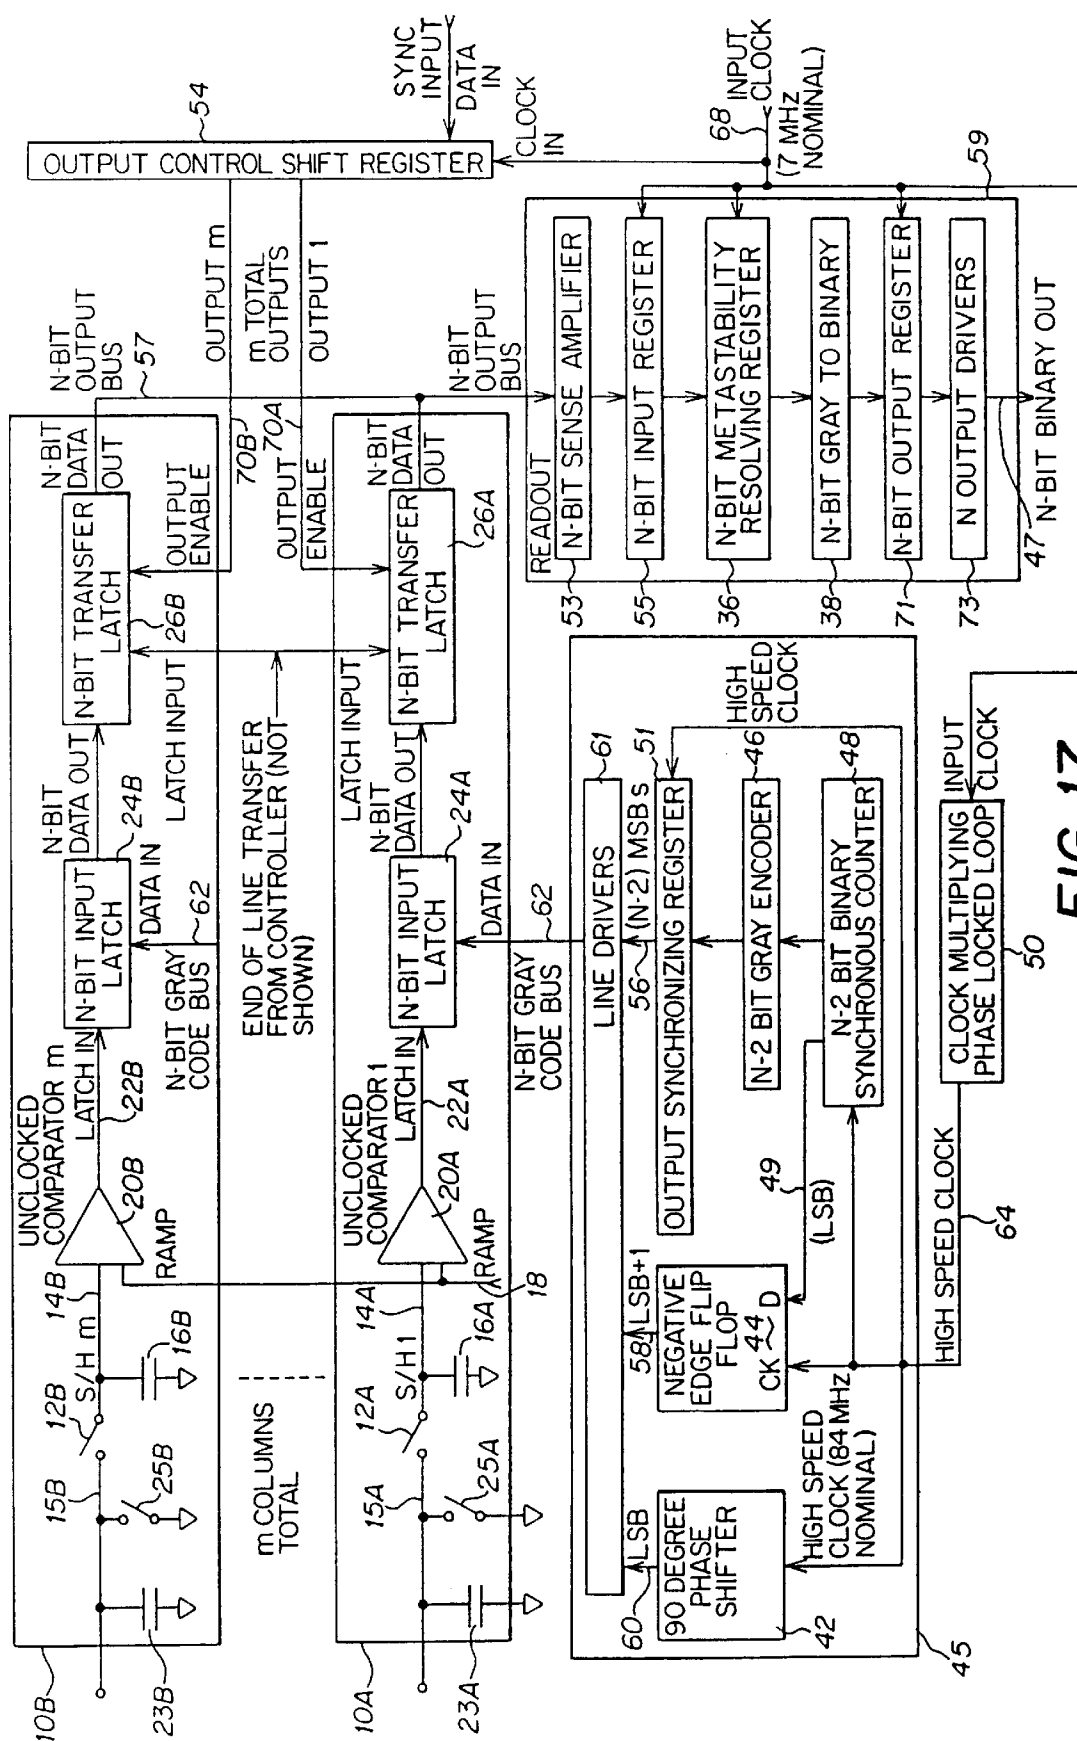 10B
23B
15B
25B
12B
S/H m
16B
14B
UNCLOCKED
COMPARATOR m
20B
RAMP
LATCH IN
22B
N-BIT INPUT
LATCH
24B
DATA IN
62
N-BIT GRAY
CODE BUS
N-BIT
DATA OUT
N-BIT TRANSFER
LATCH
26B
LATCH INPUT
OUTPUT
ENABLE
N-BIT
DATA
OUT
N-BIT
OUTPUT
BUS
57
m COLUMNS
TOTAL
END OF LINE TRANSFER
FROM CONTROLLER (NOT
SHOWN)
70B
70A
OUTPUT m
m TOTAL
OUTPUTS
OUTPUT 1
OUTPUT CONTROL SHIFT REGISTER
54
SYNC
INPUT
DATA
IN
CLOCK
IN
10A
23A
15A
25A
12A
S/H 1
16A
14A
18
UNCLOCKED
COMPARATOR 1
20A
RAMP
LATCH IN
22A
N-BIT INPUT
LATCH
24A
DATA IN
62
N-BIT GRAY
CODE BUS
N-BIT
DATA OUT
LATCH INPUT
N-BIT TRANSFER
LATCH
26A
OUTPUT
ENABLE
N-BIT
DATA
OUT
N-BIT
OUTPUT
BUS
LINE DRIVERS
61
60
LSB
58
LSB+1
56
(N-2) MSBs
90 DEGREE
PHASE
SHIFTER
42
NEGATIVE
EDGE FLIP
FLOP
44
CK
D
OUTPUT SYNCHRONIZING REGISTER
51
N-2 BIT GRAY ENCODER
46
N-2 BIT BINARY
SYNCHRONOUS COUNTER
48
49
(LSB)
HIGH
SPEED
CLOCK
HIGH SPEED
CLOCK (84 MHz
NOMINAL)
45
HIGH SPEED CLOCK
64
CLOCK MULTIPLYING
PHASE LOCKED LOOP
50
INPUT
CLOCK
READOUT
53
N-BIT SENSE AMPLIFIER
55
N-BIT INPUT REGISTER
36
N-BIT METASTABILITY
RESOLVING REGISTER
38
N-BIT GRAY TO BINARY
71
N-BIT OUTPUT REGISTER
73
N OUTPUT DRIVERS
47
N-BIT BINARY OUT
59
68
INPUT
CLOCK
(7 MHz
NOMINAL)
FIG. 17